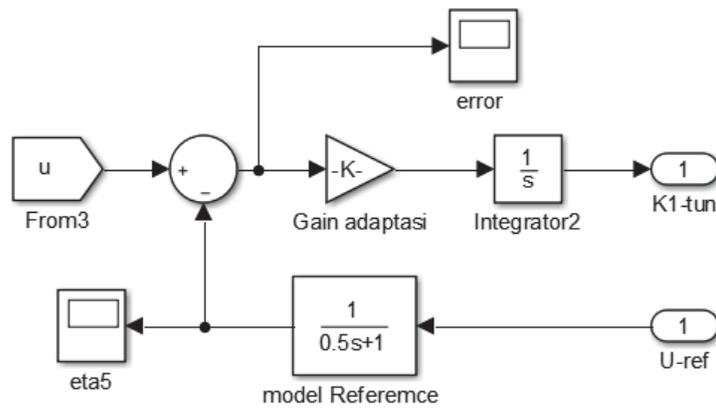 error
u
From3
+
−
-K-
Gain adaptasi
1
s
Integrator2
1
K1-tun
eta5
1
0.5s+1
model Referemce
1
U-ref